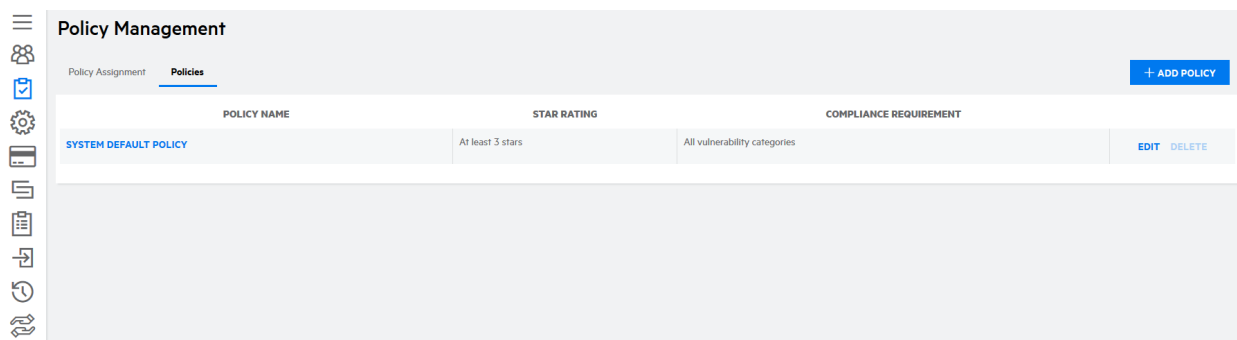 Policy Management
Policy Assignment Policies
+ ADD POLICY
POLICY NAME STAR RATING COMPLIANCE REQUIREMENT
SYSTEM DEFAULT POLICY At least 3 stars All vulnerability categories EDIT DELETE